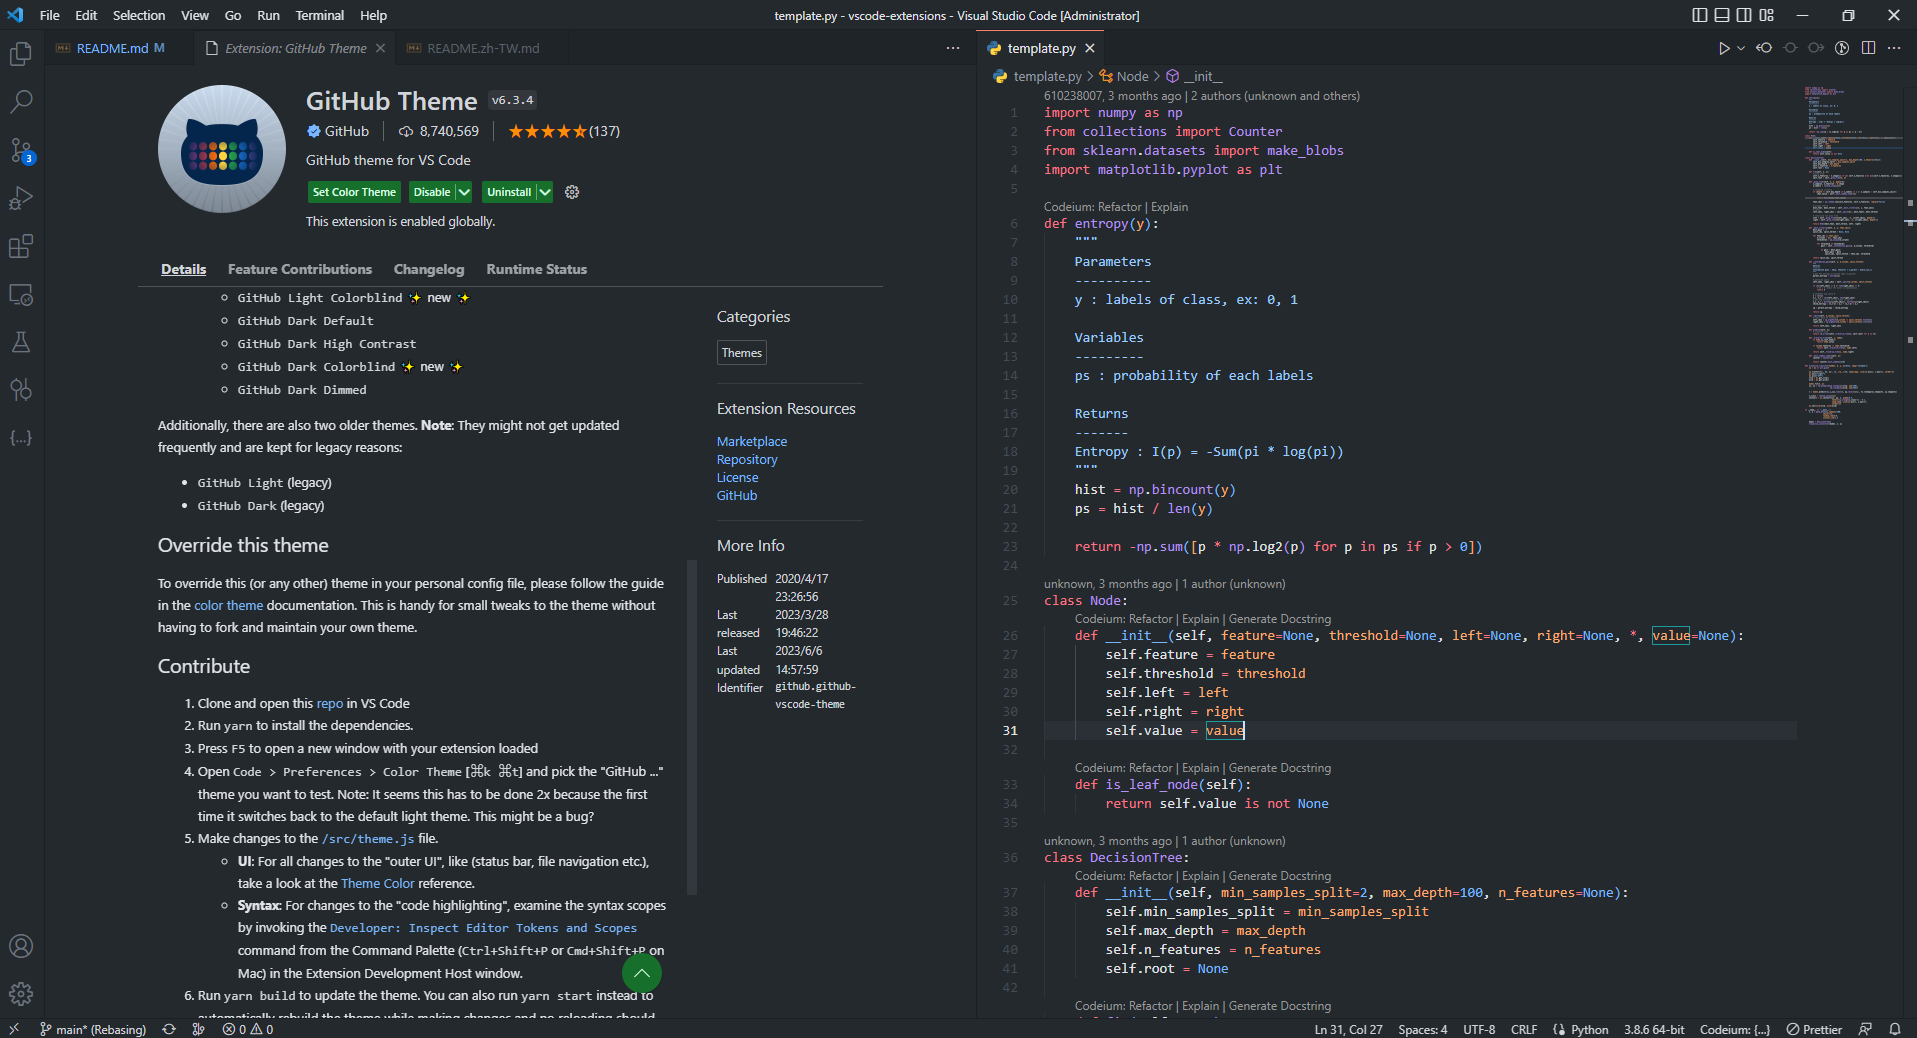 File Edit Selection View Go Run Terminal Help
template.py - vscode-extensions - Visual Studio Code [Administrator]
README.md M
Extension: GitHub Theme
README.zh-TW.md
GitHub Theme v6.3.4
GitHub 8,740,569 (137)
GitHub theme for VS Code
Set Color Theme Disable Uninstall
This extension is enabled globally.
3
Details Feature Contributions Changelog Runtime Status
GitHub Light Colorblind ✨ new ✨
GitHub Dark Default
GitHub Dark High Contrast
GitHub Dark Colorblind ✨ new ✨
GitHub Dark Dimmed
Additionally, there are also two older themes. Note: They might not get updated
frequently and are kept for legacy reasons:
GitHub Light (legacy)
GitHub Dark (legacy)
Override this theme
To override this (or any other) theme in your personal config file, please follow the guide
in the color theme documentation. This is handy for small tweaks to the theme without
having to fork and maintain your own theme.
Contribute
1. Clone and open this repo in VS Code
2. Run yarn to install the dependencies.
3. Press F5 to open a new window with your extension loaded
4. Open Code > Preferences > Color Theme [⌘k ⌘t] and pick the "GitHub ..."
theme you want to test. Note: It seems this has to be done 2x because the first
time it switches back to the default light theme. This might be a bug?
5. Make changes to the /src/theme.js file.
UI: For all changes to the "outer UI", like (status bar, file navigation etc.),
take a look at the Theme Color reference.
Syntax: For changes to the "code highlighting", examine the syntax scopes
by invoking the Developer: Inspect Editor Tokens and Scopes
command from the Command Palette (Ctrl+Shift+P or Cmd+Shift+P on
Mac) in the Extension Development Host window.
6. Run yarn build to update the theme. You can also run yarn start instead to
automatically rebuild the theme while making changes and no reloading should
Categories
Themes
Extension Resources
Marketplace
Repository
License
GitHub
More Info
Published 2020/4/17
23:26:56
Last 2023/3/28
released 19:46:22
Last 2023/6/6
updated 14:57:59
Identifier github.github-
vscode-theme
template.py
template.py > Node > __init__
610238007, 3 months ago | 2 authors (unknown and others)
1 import numpy as np
2 from collections import Counter
3 from sklearn.datasets import make_blobs
4 import matplotlib.pyplot as plt
5
Codeium: Refactor | Explain
6 def entropy(y):
7 """
8 Parameters
9 ----------
10 y : labels of class, ex: 0, 1
11
12 Variables
13 ---------
14 ps : probability of each labels
15
16 Returns
17 -------
18 Entropy : I(p) = -Sum(pi * log(pi))
19 """
20 hist = np.bincount(y)
21 ps = hist / len(y)
22
23 return -np.sum([p * np.log2(p) for p in ps if p > 0])
24
unknown, 3 months ago | 1 author (unknown)
25 class Node:
Codeium: Refactor | Explain | Generate Docstring
26 def __init__(self, feature=None, threshold=None, left=None, right=None, *, value=None):
27 self.feature = feature
28 self.threshold = threshold
29 self.left = left
30 self.right = right
31 self.value = value
32
Codeium: Refactor | Explain | Generate Docstring
33 def is_leaf_node(self):
34 return self.value is not None
35
unknown, 3 months ago | 1 author (unknown)
36 class DecisionTree:
Codeium: Refactor | Explain | Generate Docstring
37 def __init__(self, min_samples_split=2, max_depth=100, n_features=None):
38 self.min_samples_split = min_samples_split
39 self.max_depth = max_depth
40 self.n_features = n_features
41 self.root = None
42
Codeium: Refactor | Explain | Generate Docstring
main* (Rebasing) 0 0
Ln 31, Col 27 Spaces: 4 UTF-8 CRLF Python 3.8.6 64-bit Codeium: {...} Prettier